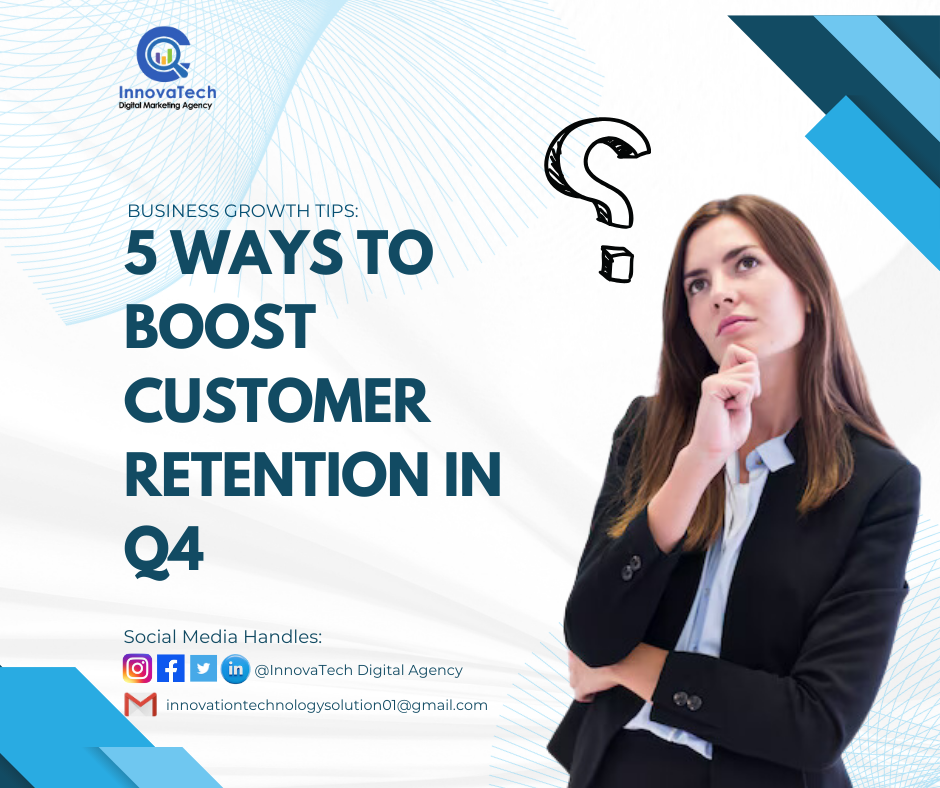 InnovaTech
Digital Marketing Agency
BUSINESS GROWTH TIPS:
5 WAYS TO
BOOST
CUSTOMER
RETENTION IN
Q4
Social Media Handles:
@InnovaTech Digital Agency
innovationtechnologysolution01@gmail.com